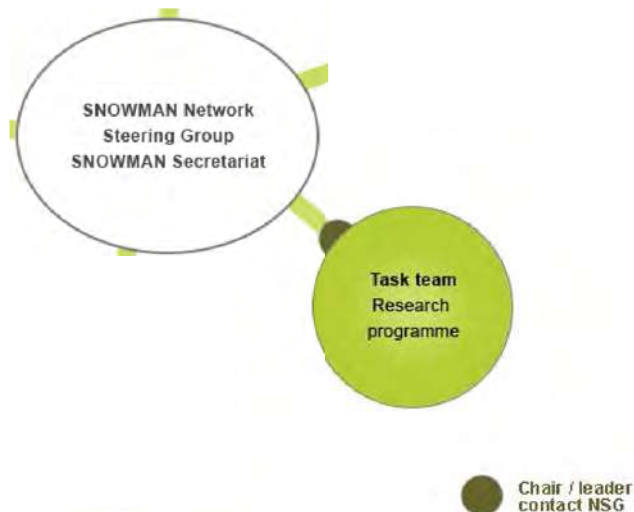 SNOWMAN Network
Steering Group
SNOWMAN Secretariat
Task team
Research
programme
Chair / leader
contact NSG